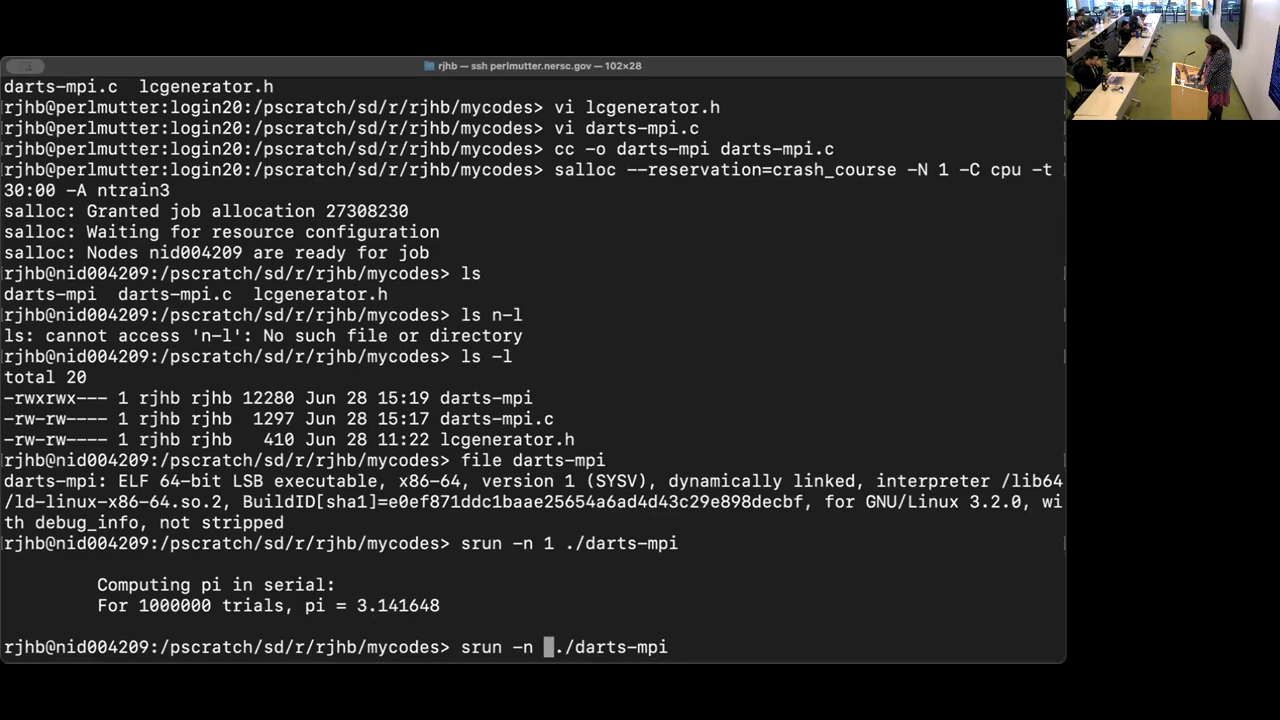 rjhb — ssh perlmutter.nersc.gov — 102×28
darts-mpi.c  lcgenerator.h
rjhb@perlmutter:login20:/pscratch/sd/r/rjhb/mycodes> vi lcgenerator.h
rjhb@perlmutter:login20:/pscratch/sd/r/rjhb/mycodes> vi darts-mpi.c
rjhb@perlmutter:login20:/pscratch/sd/r/rjhb/mycodes> cc -o darts-mpi darts-mpi.c
rjhb@perlmutter:login20:/pscratch/sd/r/rjhb/mycodes> salloc --reservation=crash_course -N 1 -C cpu -t
30:00 -A ntrain3
salloc: Granted job allocation 27308230
salloc: Waiting for resource configuration
salloc: Nodes nid004209 are ready for job
rjhb@nid004209:/pscratch/sd/r/rjhb/mycodes> ls
darts-mpi  darts-mpi.c  lcgenerator.h
rjhb@nid004209:/pscratch/sd/r/rjhb/mycodes> ls n-l
ls: cannot access 'n-l': No such file or directory
rjhb@nid004209:/pscratch/sd/r/rjhb/mycodes> ls -l
total 20
-rwxrwx--- 1 rjhb rjhb 12280 Jun 28 15:19 darts-mpi
-rw-rw---- 1 rjhb rjhb  1297 Jun 28 15:17 darts-mpi.c
-rw-rw---- 1 rjhb rjhb   410 Jun 28 11:22 lcgenerator.h
rjhb@nid004209:/pscratch/sd/r/rjhb/mycodes> file darts-mpi
darts-mpi: ELF 64-bit LSB executable, x86-64, version 1 (SYSV), dynamically linked, interpreter /lib64
/ld-linux-x86-64.so.2, BuildID[sha1]=e0ef871ddc1baae25654a6ad4d43c29e898decbf, for GNU/Linux 3.2.0, wi
th debug_info, not stripped
rjhb@nid004209:/pscratch/sd/r/rjhb/mycodes> srun -n 1 ./darts-mpi
Computing pi in serial:
For 1000000 trials, pi = 3.141648
rjhb@nid004209:/pscratch/sd/r/rjhb/mycodes> srun -n ./darts-mpi